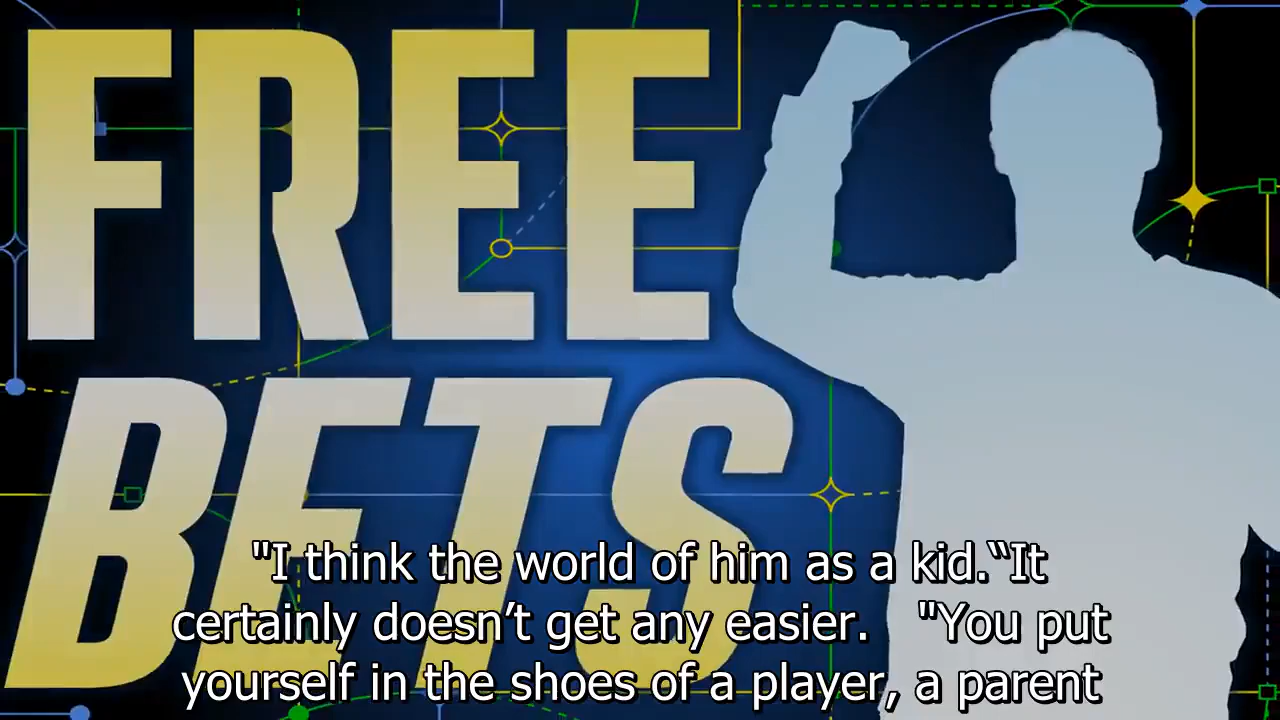 FREE
BETS
"I think the world of him as a kid.“It
certainly doesn’t get any easier.   "You put
yourself in the shoes of a player, a parent